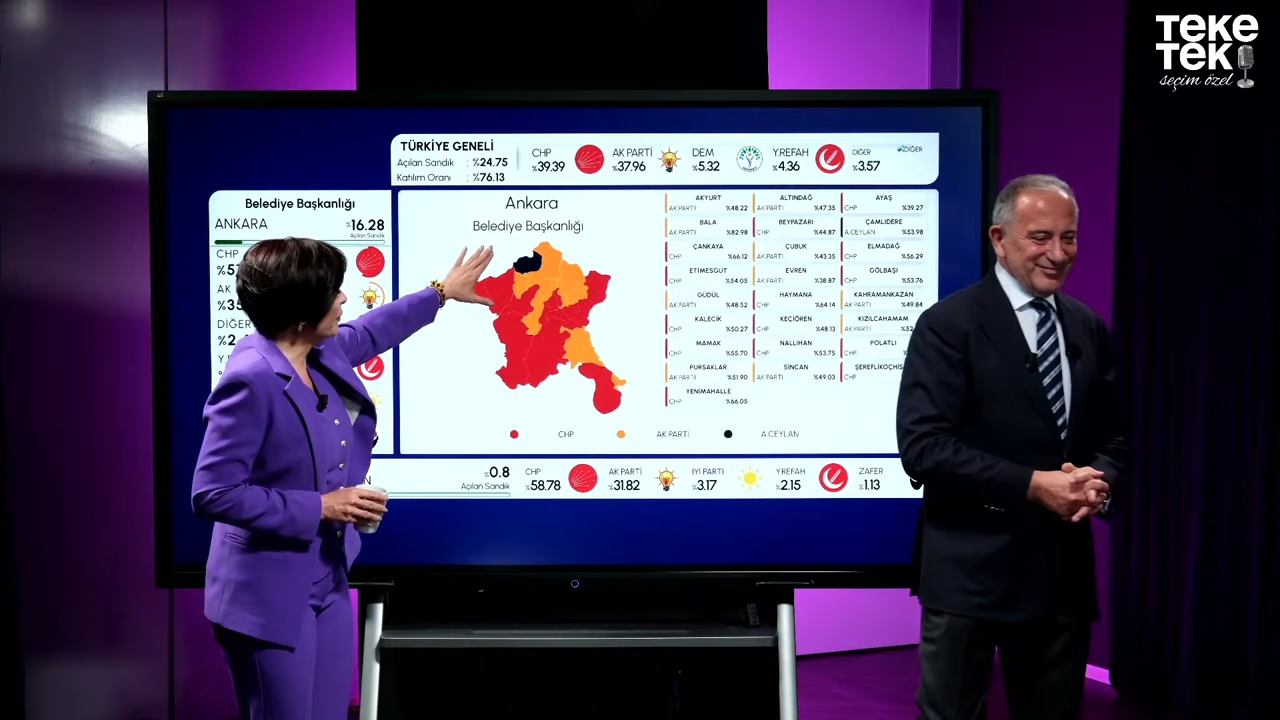 TEKE
TEK
seçim özel
TÜRKİYE GENELİ
Açılan Sandık : %24.75
Katılım Oranı : %76.13
CHP
%39.39
AK PARTİ
%37.96
DEM
%5.32
Y.REFAH
%4.36
DİĞER
%3.57
DİĞER
Belediye Başkanlığı
ANKARA
%16.28
Açılan Sandık
CHP
AK
DİĞER
Ankara
Belediye Başkanlığı
AKYURT
AK PARTİ %48.22
ALTINDAĞ
AK PARTİ %47.35
AYAŞ
CHP %39.27
BALA
AK PARTİ %82.98
BEYPAZARI
CHP %44.87
ÇAMLIDERE
A.CEYLAN %53.98
ÇANKAYA
CHP %66.12
ÇUBUK
AK PARTİ %43.35
ELMADAĞ
CHP %56.29
ETİMESGUT
CHP %54.05
EVREN
AK PARTİ %38.87
GÖLBAŞI
CHP %53.76
GÜDÜL
AK PARTİ %48.52
HAYMANA
CHP %64.14
KAHRAMANKAZAN
AK PARTİ %49.84
KALECİK
CHP %50.27
KEÇİÖREN
CHP %48.13
KIZILCAHAMAM
AK PARTİ %52.
MAMAK
CHP %55.70
NALLIHAN
CHP %53.75
POLATLI
CHP
PURSAKLAR
AK PARTİ %51.90
SİNCAN
AK PARTİ %49.03
ŞEREFLİKOÇHİS
CHP
YENİMAHALLE
CHP %66.05
CHP AK PARTİ A CEYLAN
%0.8
Açılan Sandık
CHP
%58.78
AK PARTİ
%31.82
İYİ PARTİ
%3.17
Y.REFAH
%2.15
ZAFER
%1.13